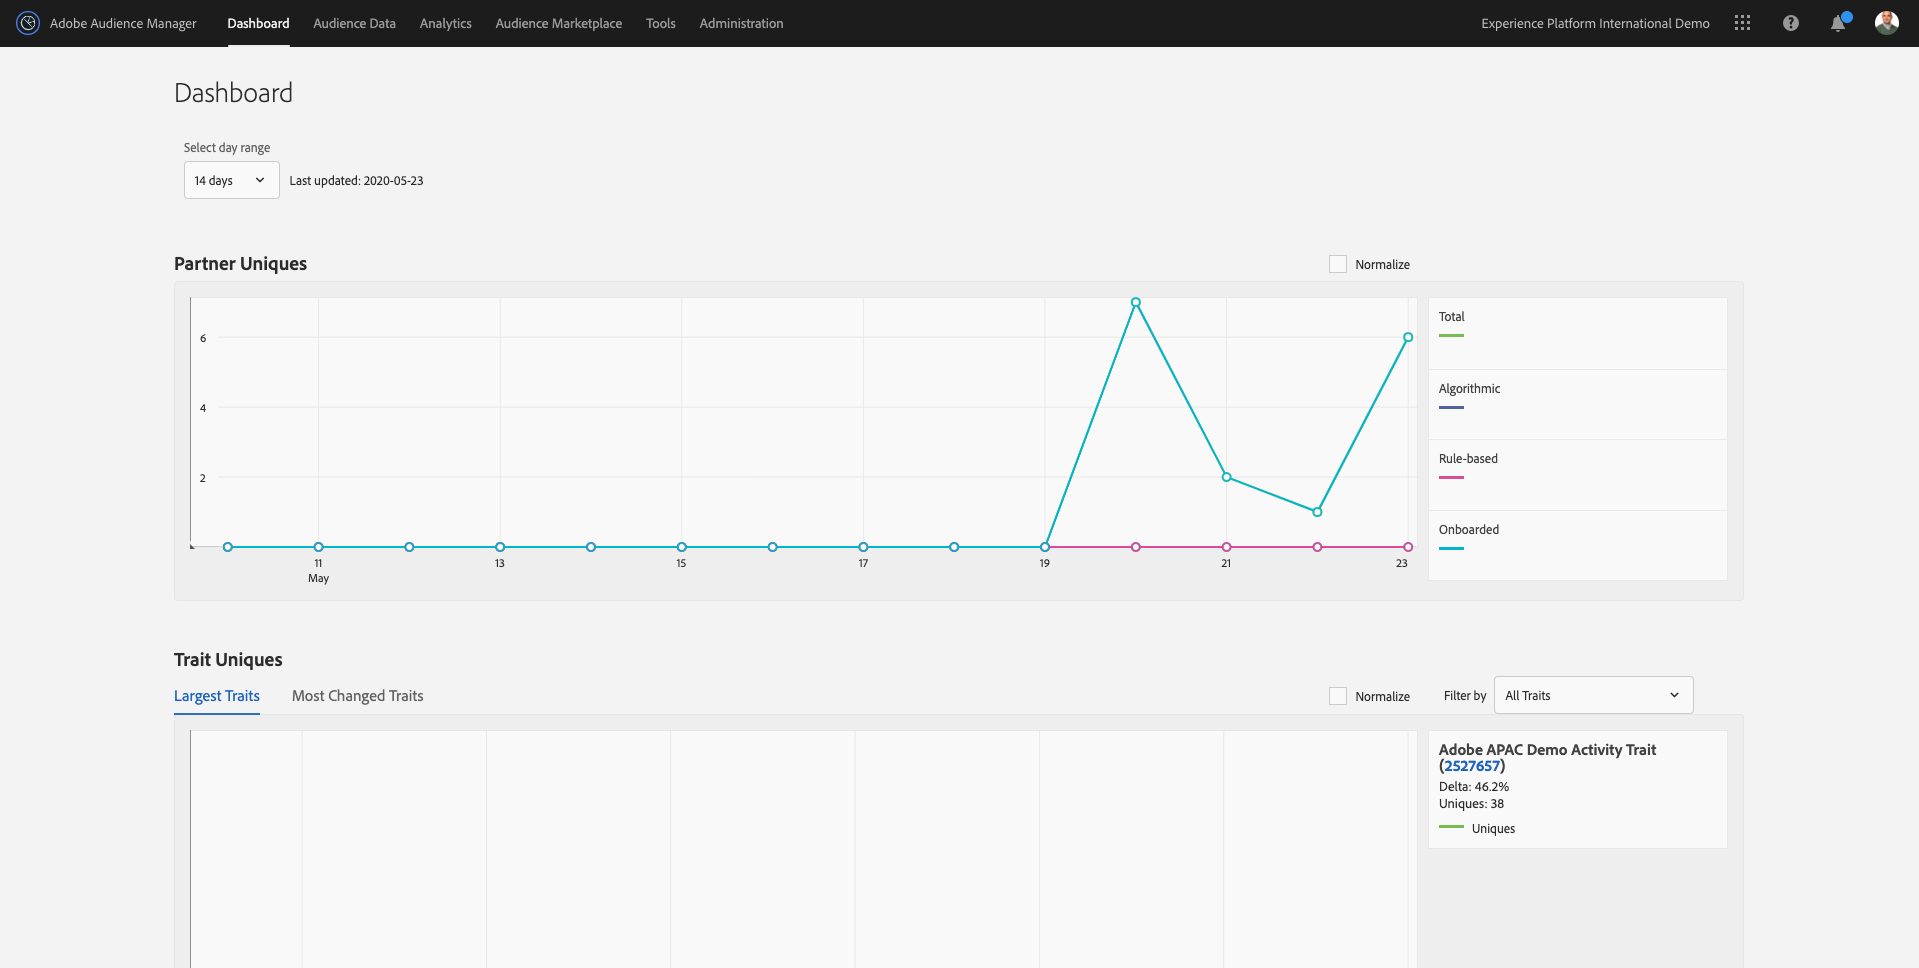 Adobe Audience Manager Dashboard Audience Data Analytics Audience Marketplace Tools Administration Experience Platform International Demo
Dashboard
Select day range
14 days Last updated: 2020-05-23
Partner Uniques Normalize
6
4
2
11 13 15 17 19 21 23
May
Total
Algorithmic
Rule-based
Onboarded
Trait Uniques
Largest Traits Most Changed Traits Normalize Filter by All Traits
Adobe APAC Demo Activity Trait
(2527657)
Delta: 46.2%
Uniques: 38
Uniques